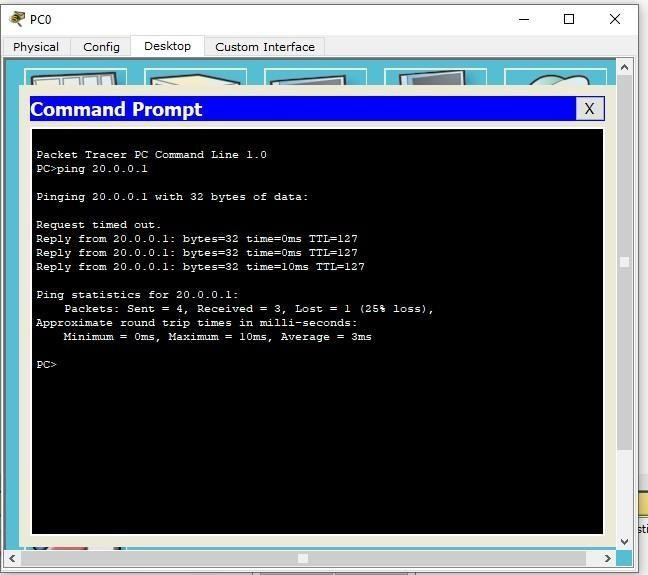 PC0
Physical Config Desktop Custom Interface
Command Prompt X
Packet Tracer PC Command Line 1.0
PC>ping 20.0.0.1
Pinging 20.0.0.1 with 32 bytes of data:
Request timed out.
Reply from 20.0.0.1: bytes=32 time=0ms TTL=127
Reply from 20.0.0.1: bytes=32 time=0ms TTL=127
Reply from 20.0.0.1: bytes=32 time=10ms TTL=127
Ping statistics for 20.0.0.1:
Packets: Sent = 4, Received = 3, Lost = 1 (25% loss),
Approximate round trip times in milli-seconds:
Minimum = 0ms, Maximum = 10ms, Average = 3ms
PC>